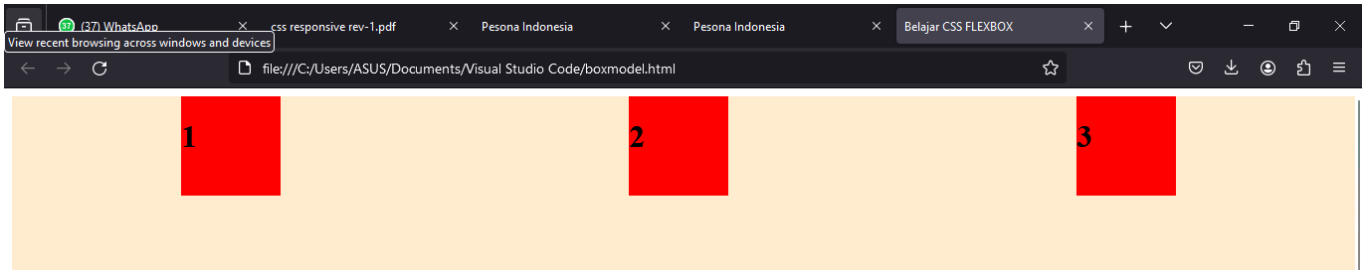 37 (37) WhatsApp
css responsive rev-1.pdf
Pesona Indonesia
Pesona Indonesia
Belajar CSS FLEXBOX
View recent browsing across windows and devices
file:///C:/Users/ASUS/Documents/Visual Studio Code/boxmodel.html
1
2
3